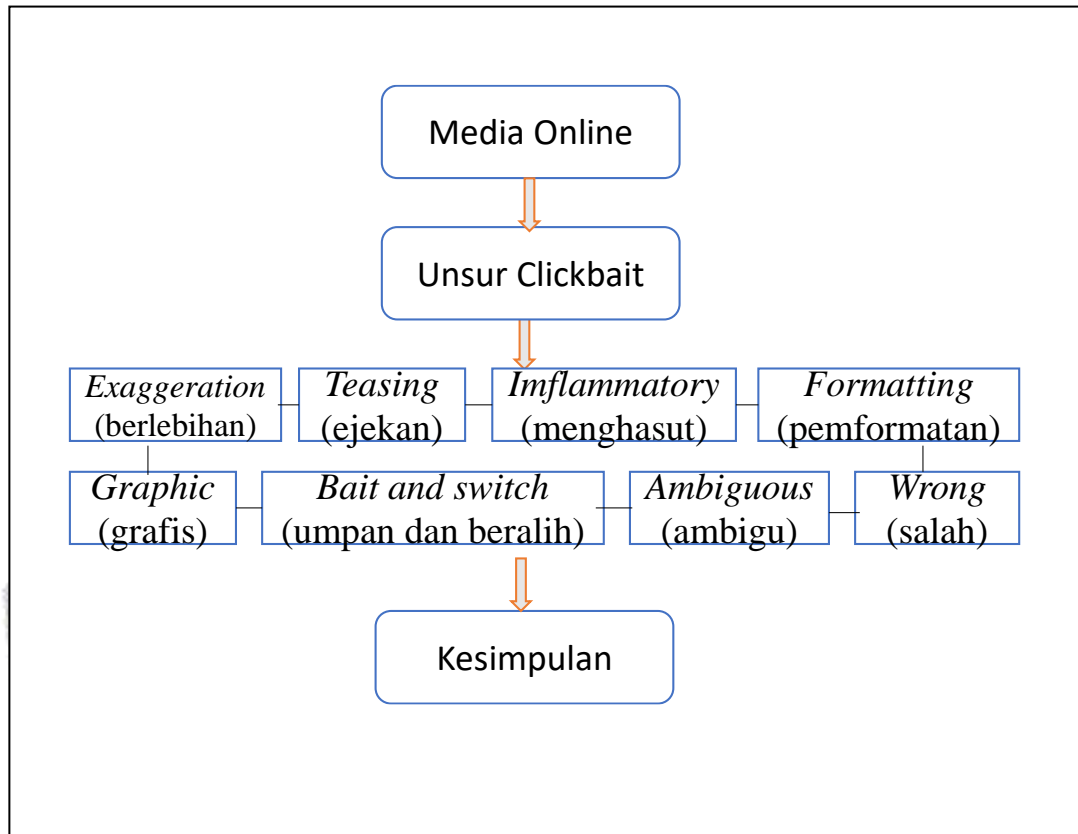 Media Online
Unsur Clickbait
Exaggeration
(berlebihan)
Teasing
(ejekan)
Imflammatory
(menghasut)
Formatting
(pemformatan)
Graphic
(grafis)
Bait and switch
(umpan dan beralih)
Ambiguous
(ambigu)
Wrong
(salah)
Kesimpulan